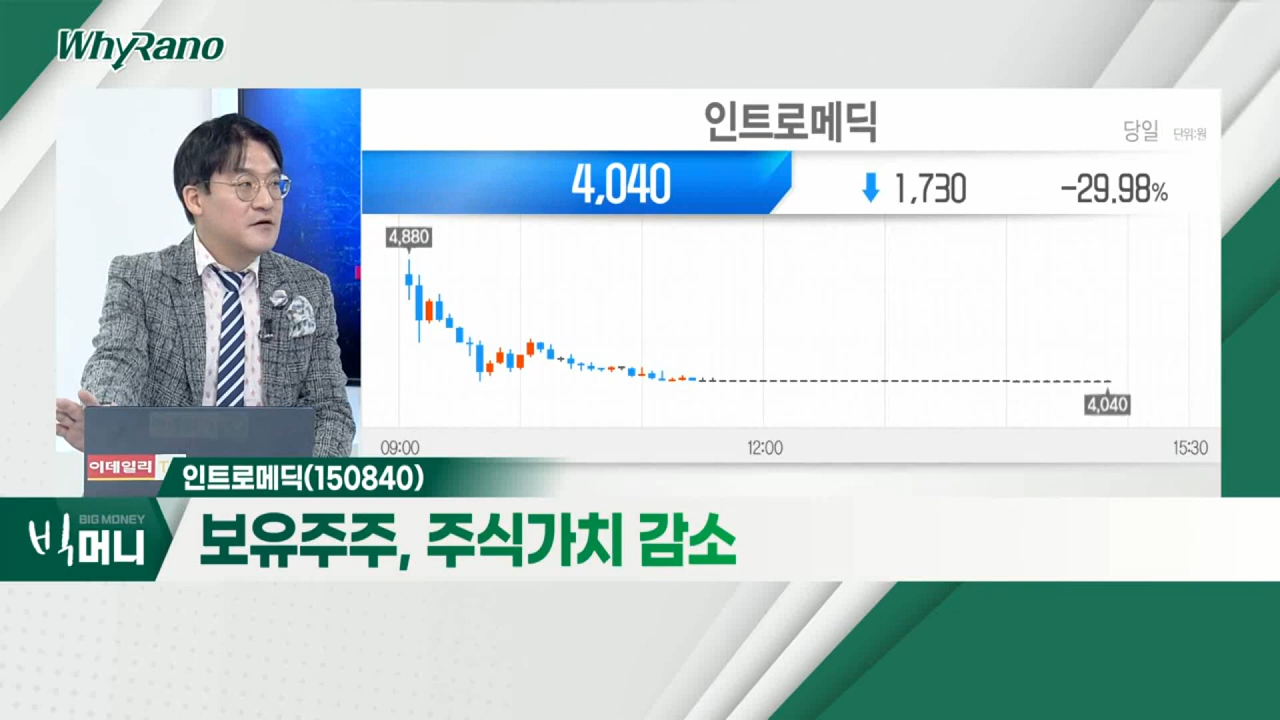 WhyRano
인트로메딕
당일 단위:원
4,040 1,730 -29.98%
4,880
4,040
09:00 12:00 15:30
이데일리
인트로메딕(150840)
BIG MONEY
빅머니
보유주주, 주식가치 감소